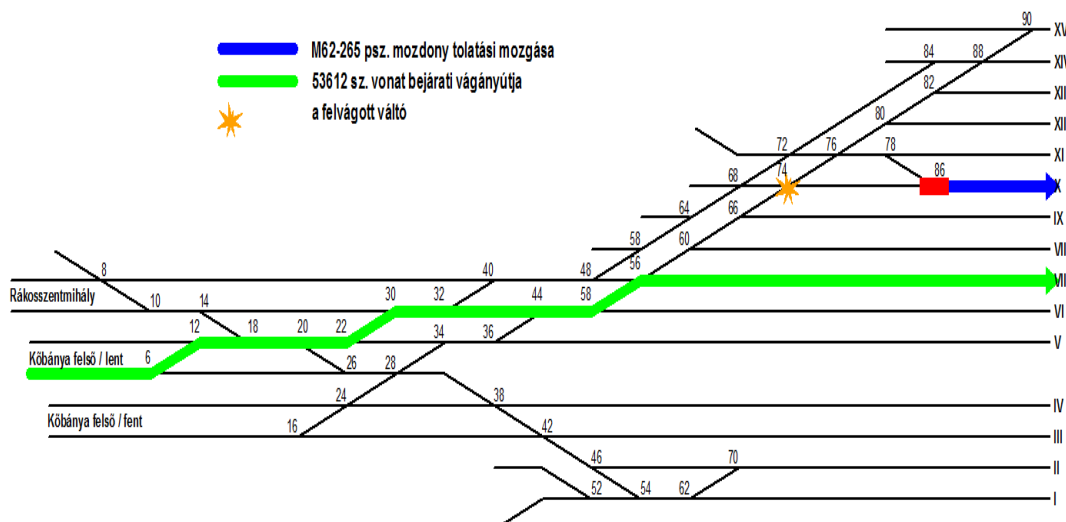 90 XV
M62-265 psz. mozdony tolatási mozgása
84 88 XIV
53612 sz. vonat bejárati vágányútja
82 XII
a felvágott váltó
80 XII
72 76 78 XI
68 74 86 X
64 66 IX
58 60 VII
8 40 48 56 VII
Rákosszentmihály 10 14 30 32 44 58 VI
12 18 20 22 34 36 V
Kőbánya felső / lent 6 26 28
24 38 IV
Kőbánya felső / fent 16 42 III
46 70 II
52 54 62 I